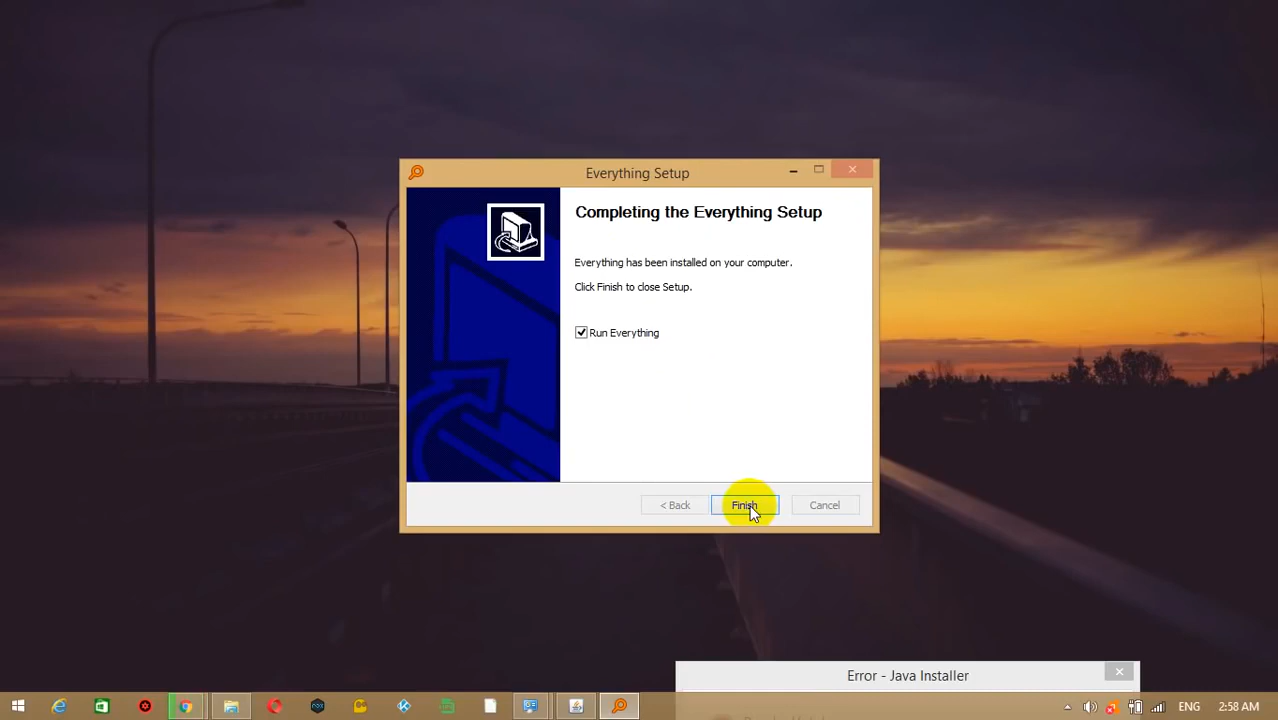 Everything Setup
Completing the Everything Setup
Everything has been installed on your computer.
Click Finish to close Setup.
Run Everything
< Back
Finish
Cancel
Error - Java Installer
ENG
2:58 AM